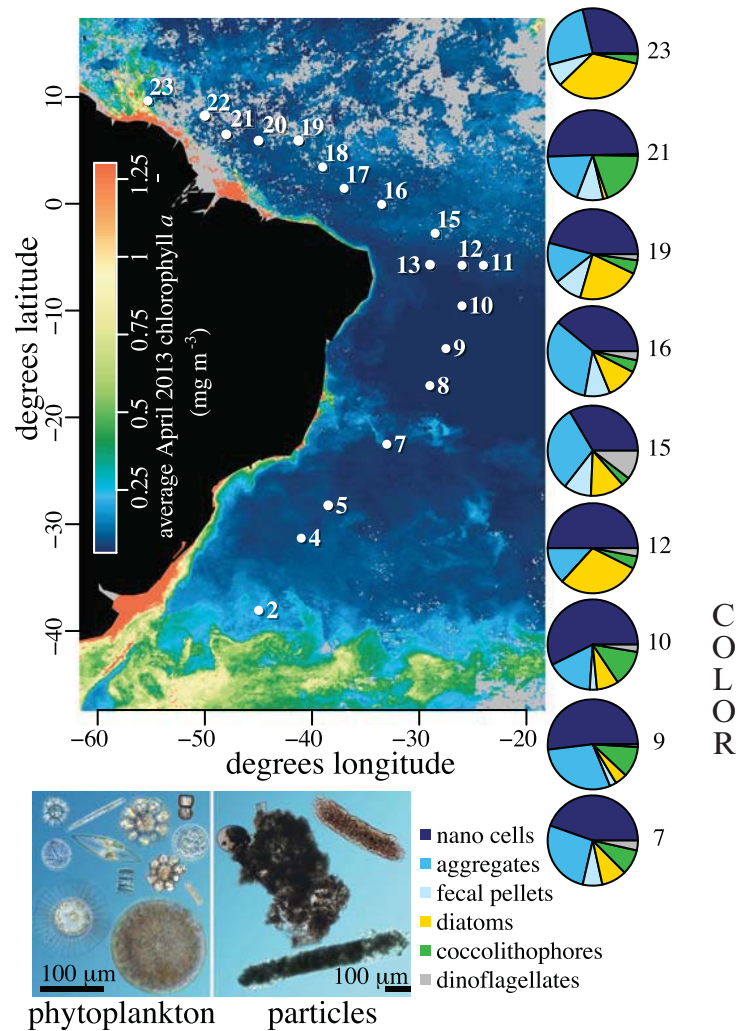 degrees latitude
10
0
−10
−20
−30
−40
1.25
1
0.75
0.5
0.25
average April 2013 chlorophyll a
(mg m−3)
23
22
21
20
19
18
17
16
15
13
12
11
10
9
8
7
5
4
2
−60
−50
−40
−30
−20
degrees longitude
23
21
19
16
15
12
10
9
7
COLOR
nano cells
aggregates
fecal pellets
diatoms
coccolithophores
dinoflagellates
100 μm
100 μm
phytoplankton
particles